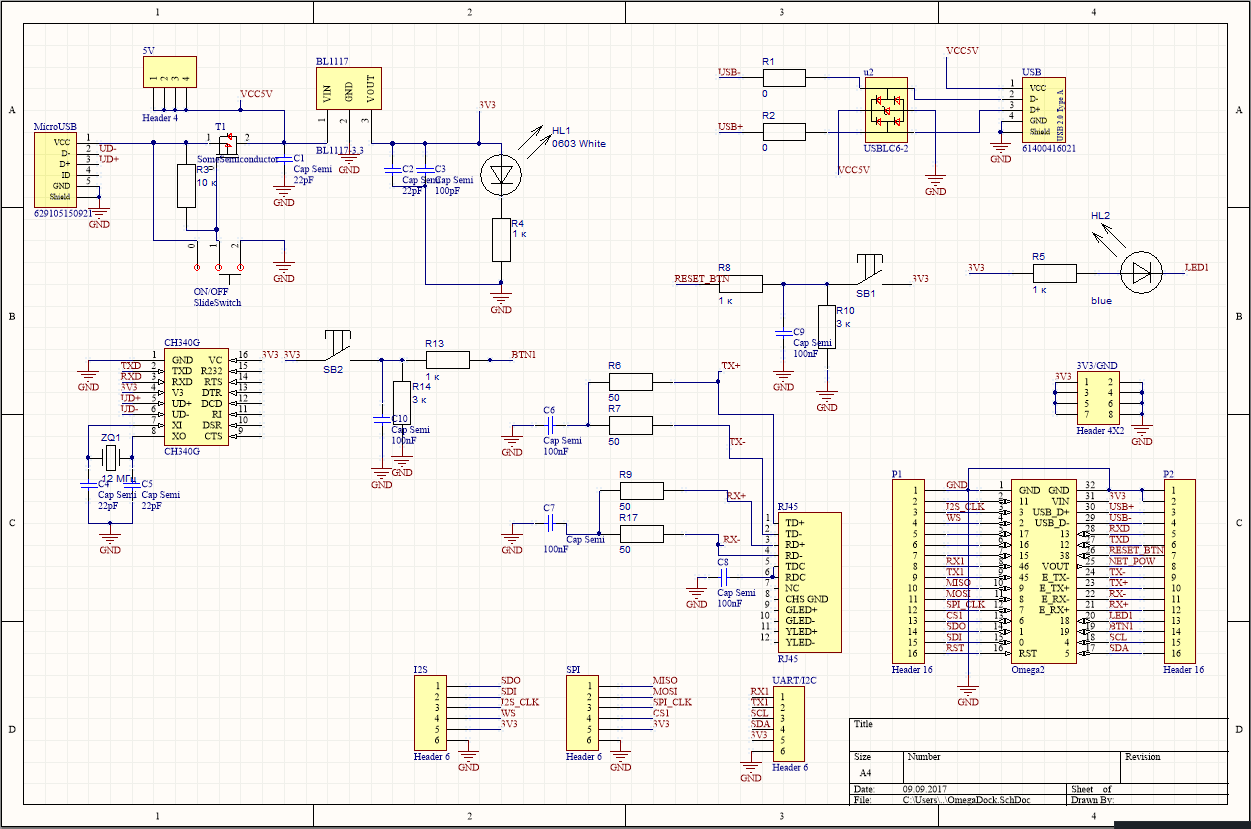 1 2 3 4
A A
B B
C C
D D
5V
1 2 3 4
Header 4
VCC5V
BL1117
VIN GND VOUT
1 2 3
BL1117-3.3
GND
3V3
HL1
0603 White
MicroUSB
VCC 1
D- 2
D+ 3
ID 4
GND 5
Shield
UD-
UD+
629105150921
GND
T1
1 2
SomeSemiconductor
R3
10 к
C1
Cap Semi
22pF
GND
C2
Cap Semi
22pF
C3
Cap Semi
100pF
R4
1 к
GND
0 1 2
GND
ON/OFF
SlideSwitch
USB-
R1
0
USB+
R2
0
u2
USBLC6-2
VCC5V
GND
VCC5V
USB
1 VCC
2 D-
3 D+
4 GND
Shield
USB 2.0 Type A
61400416021
GND
RESET_BTN
R8
1 к
SB1
3V3
C9
Cap Semi
100nF
GND
R10
3 к
GND
HL2
3V3
R5
1 к
LED1
blue
CH340G
1 GND VC 16
2 TXD R232 15
3 RXD RTS 14
4 V3 DTR 13
5 UD+ DCD 12
6 UD- RI 11
7 XI DSR 10
8 XO CTS 9
CH340G
GND
TXD
RXD
3V3
UD+
UD-
3V3
ZQ1
12 МГц
C4
Cap Semi
22pF
C5
Cap Semi
22pF
GND
3V3
SB2
R13
1 к
BTN1
R14
3 к
C10
Cap Semi
100nF
GND
GND
R6
50
R7
50
TX+
TX-
C6
Cap Semi
100nF
GND
R9
50
R17
50
RX+
RX-
C7
Cap Semi
100nF
GND
C8
Cap Semi
100nF
GND
RJ45
1 TD+
2 TD-
3 RD+
4 RD-
5 TDC
6 RDC
7 NC
8 CHS GND
9 GLED+
10 GLED-
11 YLED+
12 YLED-
RJ45
3V3/GND
3V3
1 2
3 4
5 6
7 8
Header 4X2
GND
P1
1
2
3
4
5
6
7
8
9
10
11
12
13
14
15
16
Header 16
GND
I2S_CLK
WS
RX1
TX1
MISO
MOSI
SPI_CLK
CS1
SDO
SDI
RST
1 GND GND 32
2 11 VIN 31
3 3 USB_D+ 30
4 2 USB_D- 29
5 17 13 28
6 16 12 27
7 15 38 26
8 46 VOUT 25
9 45 E_TX- 24
10 9 E_TX+ 23
11 8 E_RX- 22
12 7 E_RX+ 21
13 6 18 20
14 1 19 19
15 0 4 18
16 RST 5 17
Omega2
3V3
USB+
USB-
RXD
TXD
RESET_BTN
NET_POW
TX-
TX+
RX-
RX+
LED1
BTN1
SCL
SDA
P2
1
2
3
4
5
6
7
8
9
10
11
12
13
14
15
16
Header 16
GND
I2S
1 SDO
2 SDI
3 I2S_CLK
4 WS
5 3V3
6
Header 6
GND
SPI
1 MISO
2 MOSI
3 SPI_CLK
4 CS1
5 3V3
6
Header 6
GND
UART/I2C
RX1 1
TX1 2
SCL 3
SDA 4
3V3 5
6
Header 6
GND
Title
Size Number Revision
A4
Date: 09.09.2017 Sheet of
File: C:\Users\..\OmegaDock.SchDoc Drawn By:
1 2 3 4